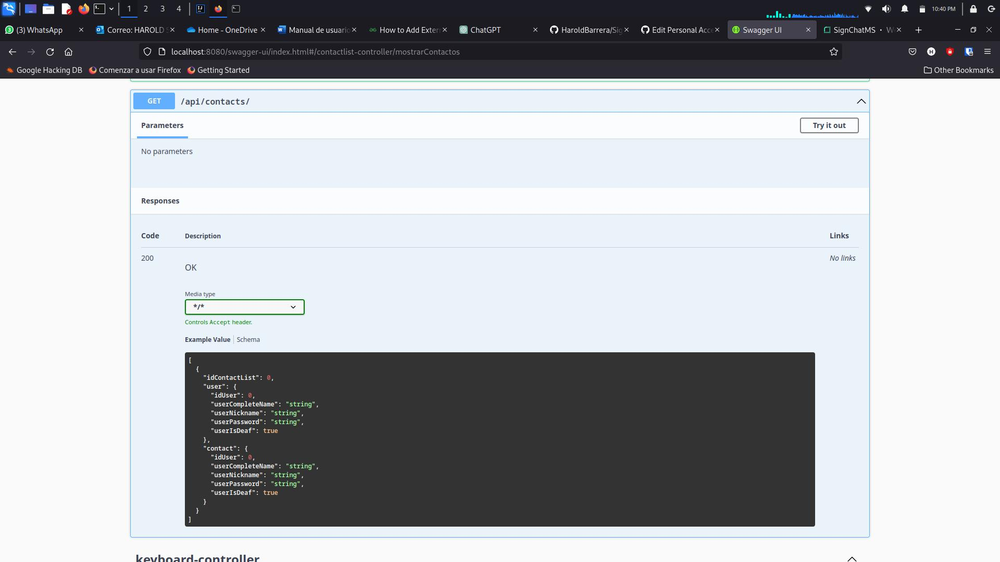 1 2 3 4 10:40 PM
(3) WhatsApp Correo: HAROLD S Home - OneDrive Manual de usuario How to Add Exter ChatGPT HaroldBarrera/Sig Edit Personal Acce Swagger UI SignChatMS • W
localhost:8080/swagger-ui/index.html#/contactlist-controller/mostrarContactos
Google Hacking DB Comenzar a usar Firefox Getting Started Other Bookmarks
GET /api/contacts/
Parameters Try it out
No parameters
Responses
Code Description Links
200 No links
OK
Media type
*/*
Controls Accept header.
Example Value Schema
[
{
"idContactList": 0,
"user": {
"idUser": 0,
"userCompleteName": "string",
"userNickname": "string",
"userPassword": "string",
"userIsDeaf": true
},
"contact": {
"idUser": 0,
"userCompleteName": "string",
"userNickname": "string",
"userPassword": "string",
"userIsDeaf": true
}
}
]
keyboard-controller